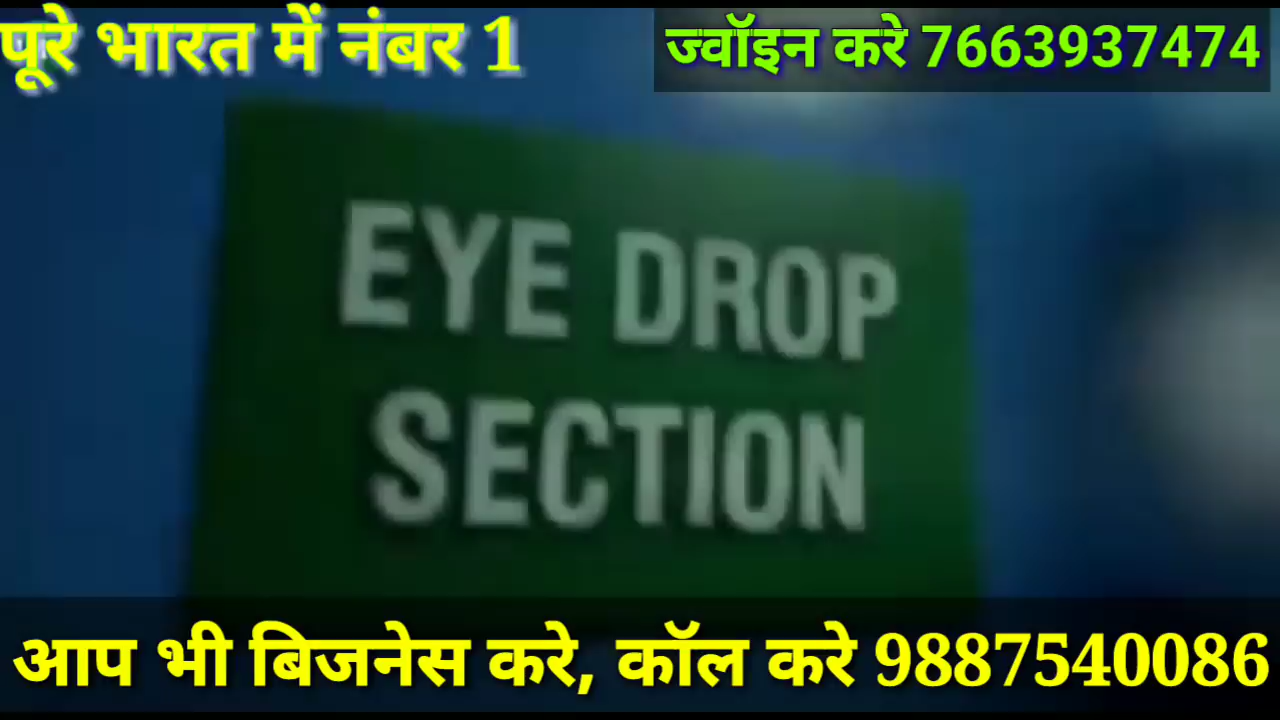 पूरे भारत में नंबर 1
ज्वॉइन करे 7663937474
EYE DROP
SECTION
आप भी बिजनेस करे, कॉल करे 9887540086